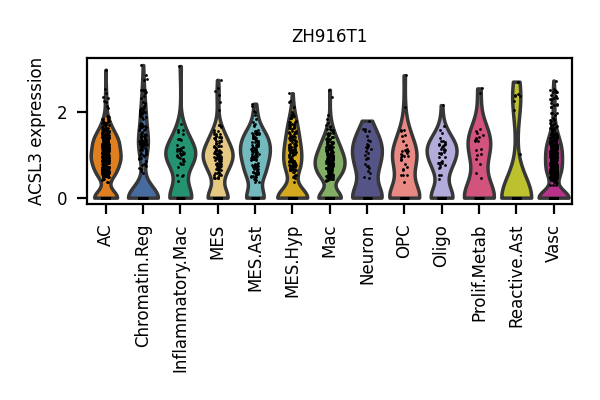 ZH916T1
ACSL3 expression
2
0
AC
Chromatin.Reg
Inflammatory.Mac
MES
MES.Ast
MES.Hyp
Mac
Neuron
OPC
Oligo
Prolif.Metab
Reactive.Ast
Vasc